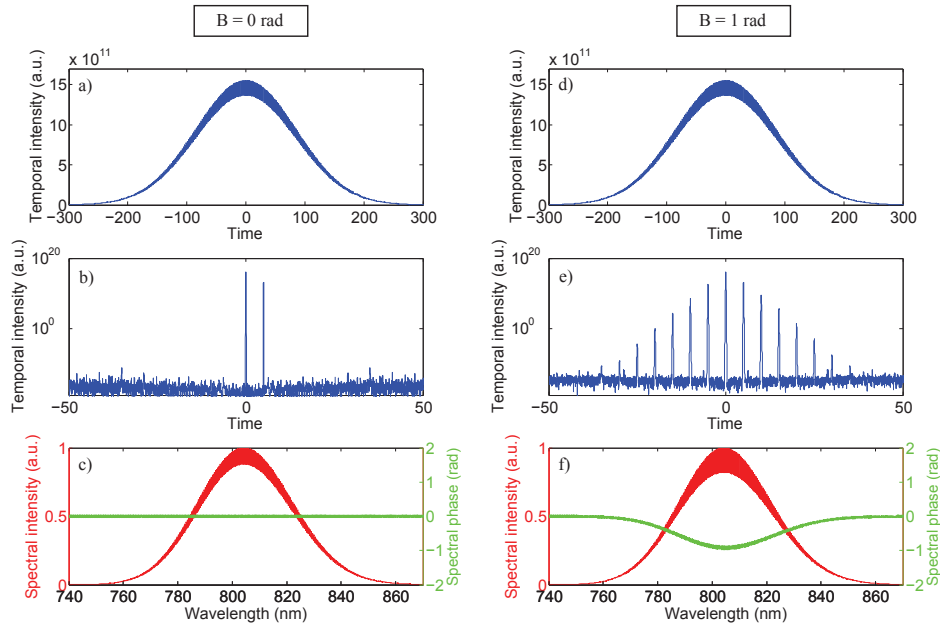 B = 0 rad
B = 1 rad
x 10^11
a)
Temporal intensity (a.u.)
15
10
5
0
−300 −200 −100 0 100 200 300
Time
x 10^11
d)
Temporal intensity (a.u.)
15
10
5
0
−300 −200 −100 0 100 200 300
Time
b)
Temporal intensity (a.u.)
10^20
10^0
−50 0 50
Time
e)
Temporal intensity (a.u.)
10^20
10^0
−50 0 50
Time
c)
Spectral intensity (a.u.)
1
0.5
0
Spectral phase (rad)
2
1
0
−1
−2
740 760 780 800 820 840 860
Wavelength (nm)
f)
Spectral intensity (a.u.)
1
0.5
0
Spectral phase (rad)
2
1
0
−1
−2
740 760 780 800 820 840 860
Wavelength (nm)